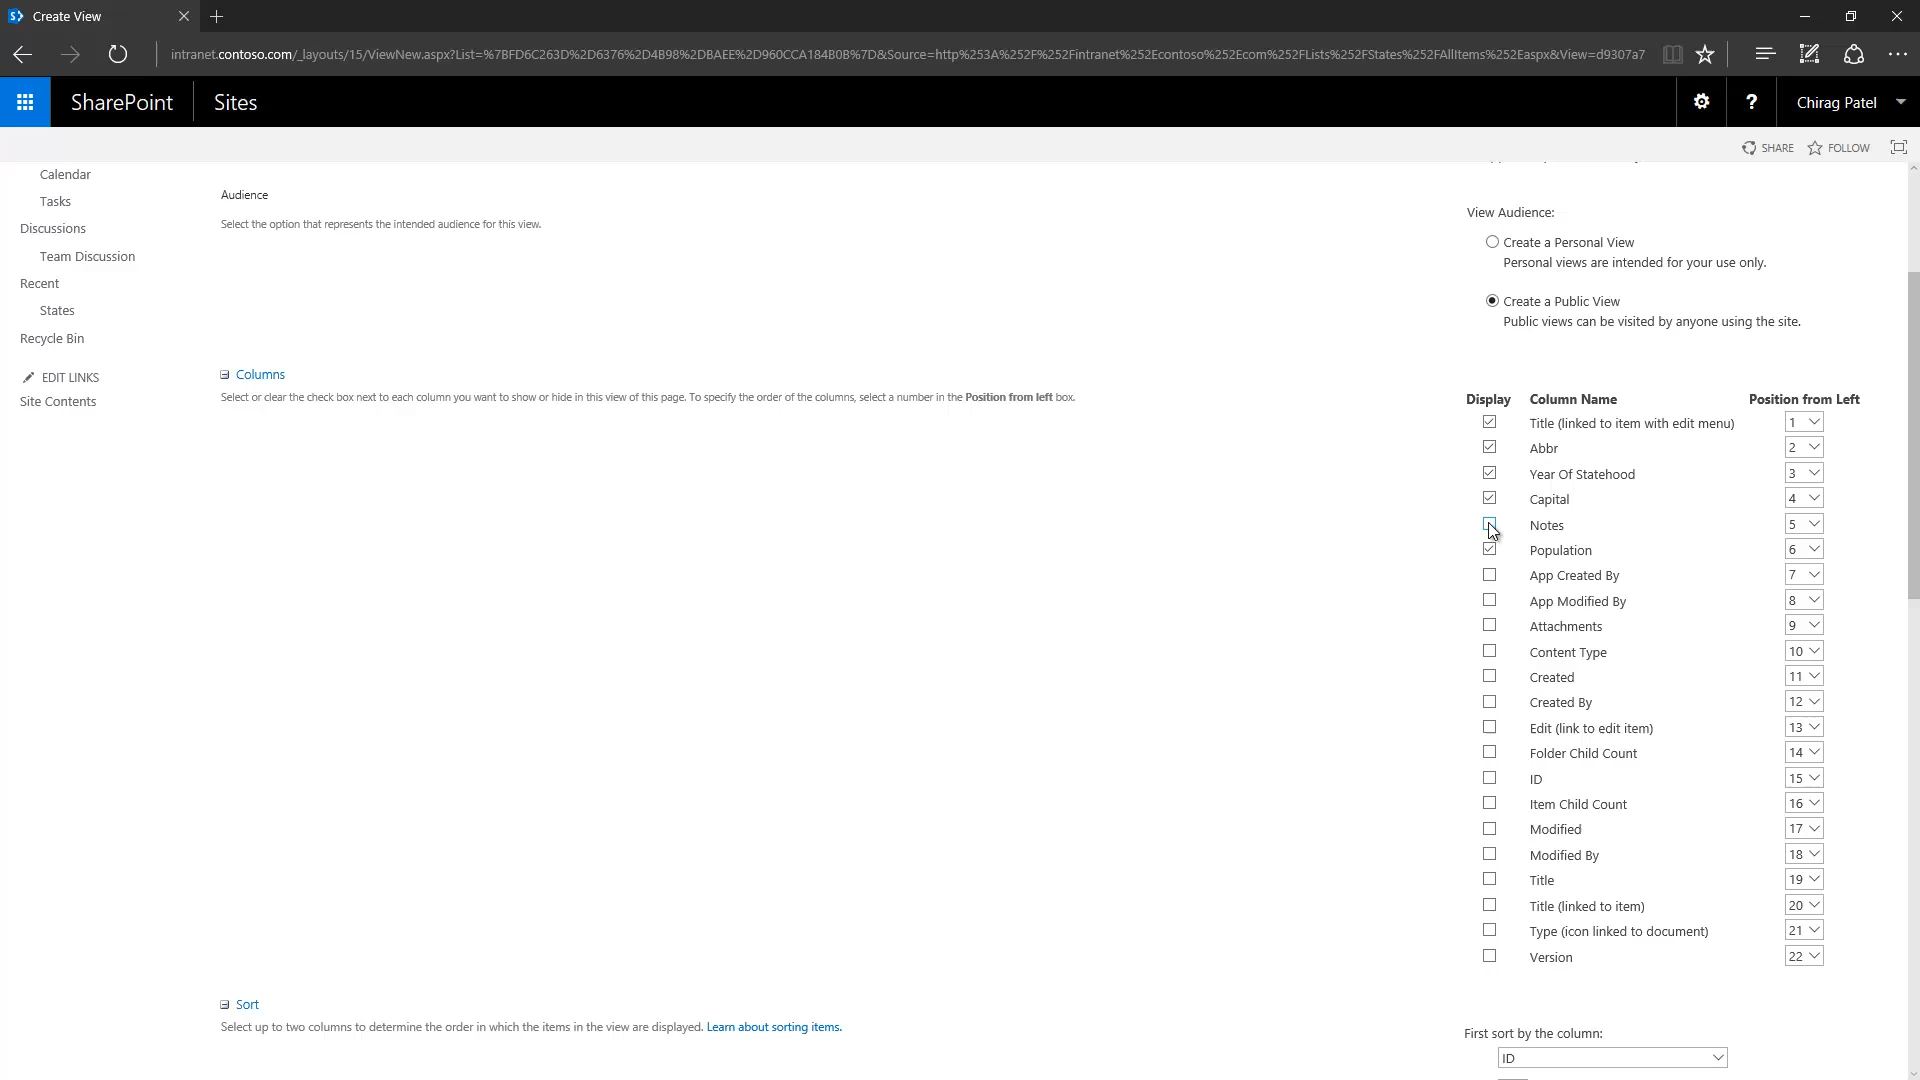 Create View
intranet.contoso.com/_layouts/15/ViewNew.aspx?List=%7BFD6C263D%2D6376%2D4B98%2DBAEE%2D960CCA184B0B%7D&Source=http%253A%252F%252Fintranet%252Econtoso%252Ecom%252FLists%252FStates%252FAllItems%252Easpx&View=d9307a7
SharePoint
Sites
?
Chirag Patel
SHARE
FOLLOW
Calendar
Tasks
Discussions
Team Discussion
Recent
States
Recycle Bin
EDIT LINKS
Site Contents
Audience
Select the option that represents the intended audience for this view.
View Audience:
Create a Personal View
Personal views are intended for your use only.
Create a Public View
Public views can be visited by anyone using the site.
Columns
Select or clear the check box next to each column you want to show or hide in this view of this page. To specify the order of the columns, select a number in the Position from left box.
Display Column Name Position from Left
Title (linked to item with edit menu) 1
Abbr 2
Year Of Statehood 3
Capital 4
Notes 5
Population 6
App Created By 7
App Modified By 8
Attachments 9
Content Type 10
Created 11
Created By 12
Edit (link to edit item) 13
Folder Child Count 14
ID 15
Item Child Count 16
Modified 17
Modified By 18
Title 19
Title (linked to item) 20
Type (icon linked to document) 21
Version 22
Sort
Select up to two columns to determine the order in which the items in the view are displayed. Learn about sorting items.
First sort by the column:
ID